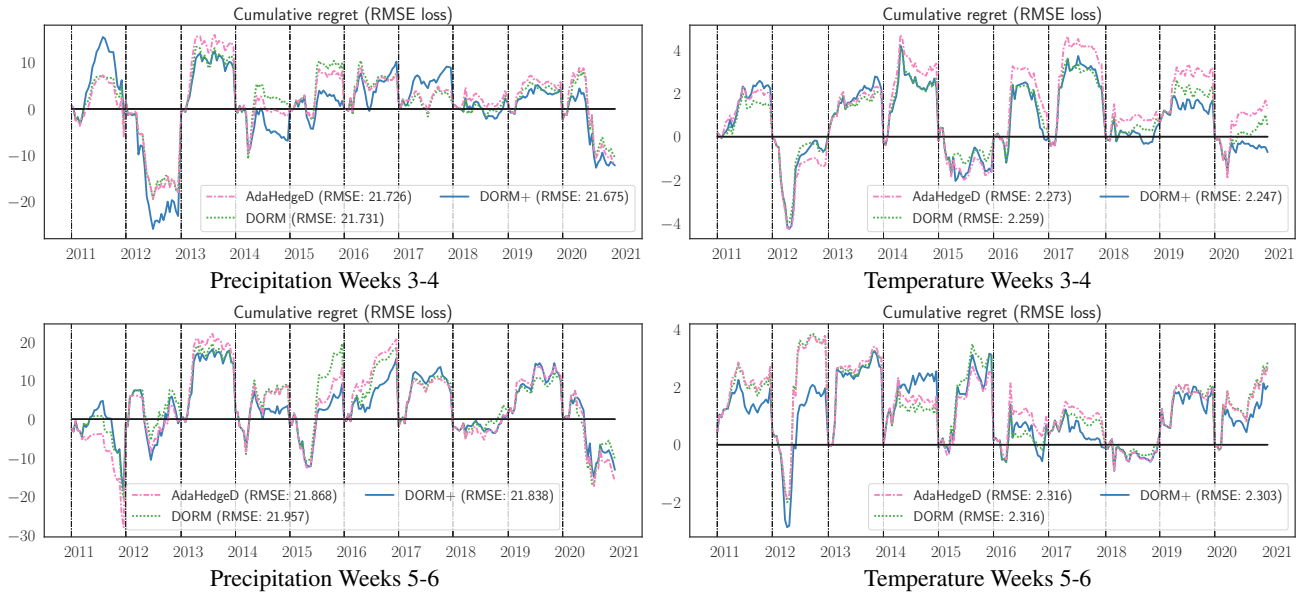 Cumulative regret (RMSE loss)
10
0
−10
−20
AdaHedgeD (RMSE: 21.726)
DORM (RMSE: 21.731)
DORM+ (RMSE: 21.675)
2011 2012 2013 2014 2015 2016 2017 2018 2019 2020 2021
Precipitation Weeks 3-4
Cumulative regret (RMSE loss)
4
2
0
−2
−4
AdaHedgeD (RMSE: 2.273)
DORM (RMSE: 2.259)
DORM+ (RMSE: 2.247)
2011 2012 2013 2014 2015 2016 2017 2018 2019 2020 2021
Temperature Weeks 3-4
Cumulative regret (RMSE loss)
20
10
0
−10
−20
−30
AdaHedgeD (RMSE: 21.868)
DORM (RMSE: 21.957)
DORM+ (RMSE: 21.838)
2011 2012 2013 2014 2015 2016 2017 2018 2019 2020 2021
Precipitation Weeks 5-6
Cumulative regret (RMSE loss)
4
2
0
−2
AdaHedgeD (RMSE: 2.316)
DORM (RMSE: 2.316)
DORM+ (RMSE: 2.303)
2011 2012 2013 2014 2015 2016 2017 2018 2019 2020 2021
Temperature Weeks 5-6